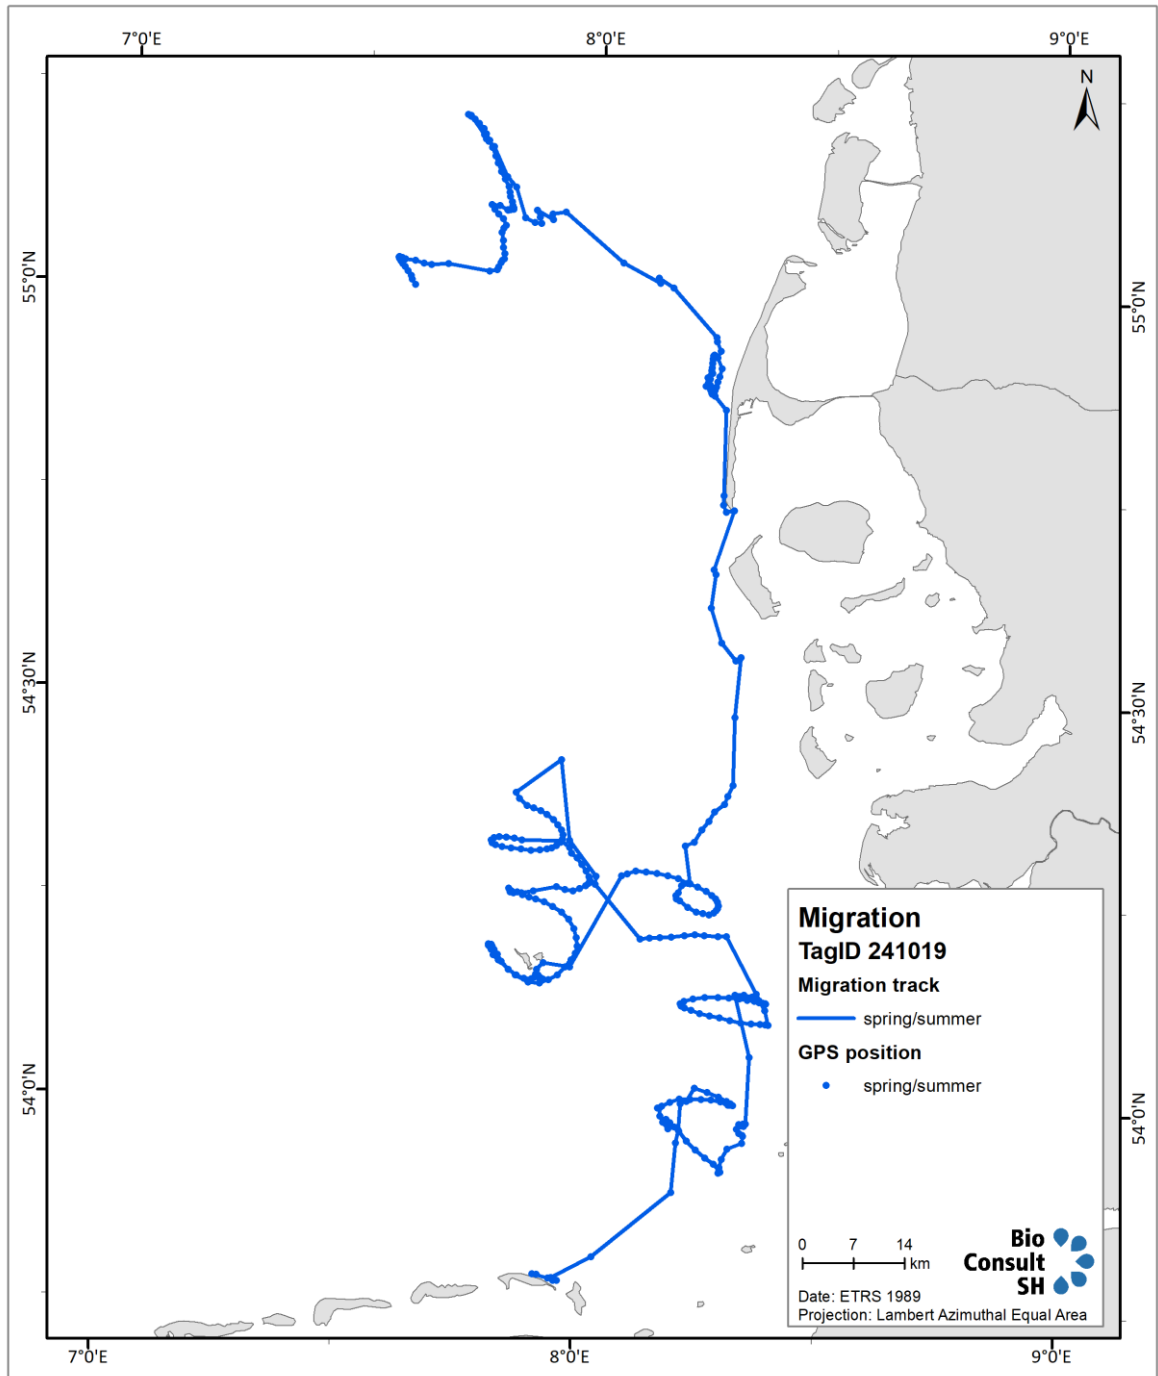 7°0'E
8°0'E
9°0'E
N
55°0'N
55°0'N
54°30'N
54°30'N
54°0'N
54°0'N
Migration
TagID 241019
Migration track
spring/summer
GPS position
spring/summer
0 7 14
km
Bio
Consult
SH
Date: ETRS 1989
Projection: Lambert Azimuthal Equal Area
7°0'E
8°0'E
9°0'E